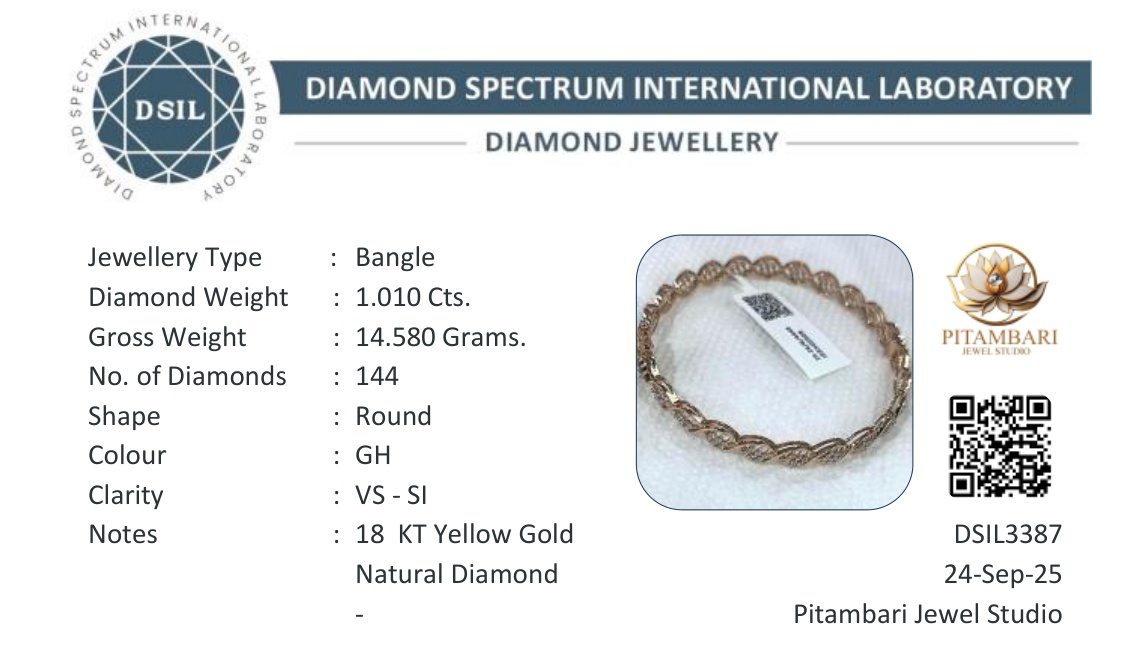 DIAMOND SPECTRUM INTERNATIONAL LABORATORY
DSIL
DIAMOND SPECTRUM INTERNATIONAL LABORATORY
DIAMOND JEWELLERY
Jewellery Type : Bangle
Diamond Weight : 1.010 Cts.
Gross Weight : 14.580 Grams.
No. of Diamonds : 144
Shape : Round
Colour : GH
Clarity : VS - SI
Notes : 18 KT Yellow Gold
Natural Diamond
-
PITAMBARI
JEWEL STUDIO
DSIL3387
24-Sep-25
Pitambari Jewel Studio